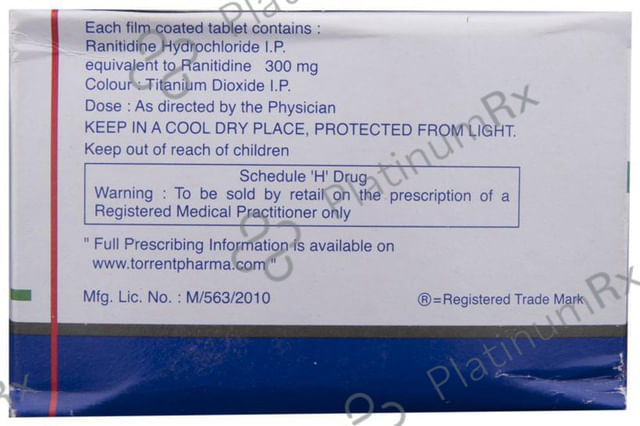 Each film coated tablet contains :
Ranitidine Hydrochloride I.P.
equivalent to Ranitidine 300 mg
Colour : Titanium Dioxide I.P.
Dose : As directed by the Physician
KEEP IN A COOL DRY PLACE, PROTECTED FROM LIGHT.
Keep out of reach of children
Schedule 'H' Drug
Warning : To be sold by retail on the prescription of a
Registered Medical Practitioner only
" Full Prescribing Information is available on
www.torrentpharma.com "
Mfg. Lic. No. : M/563/2010
®=Registered Trade Mark
PlatinumRx
PlatinumRx
Platinum
Rx